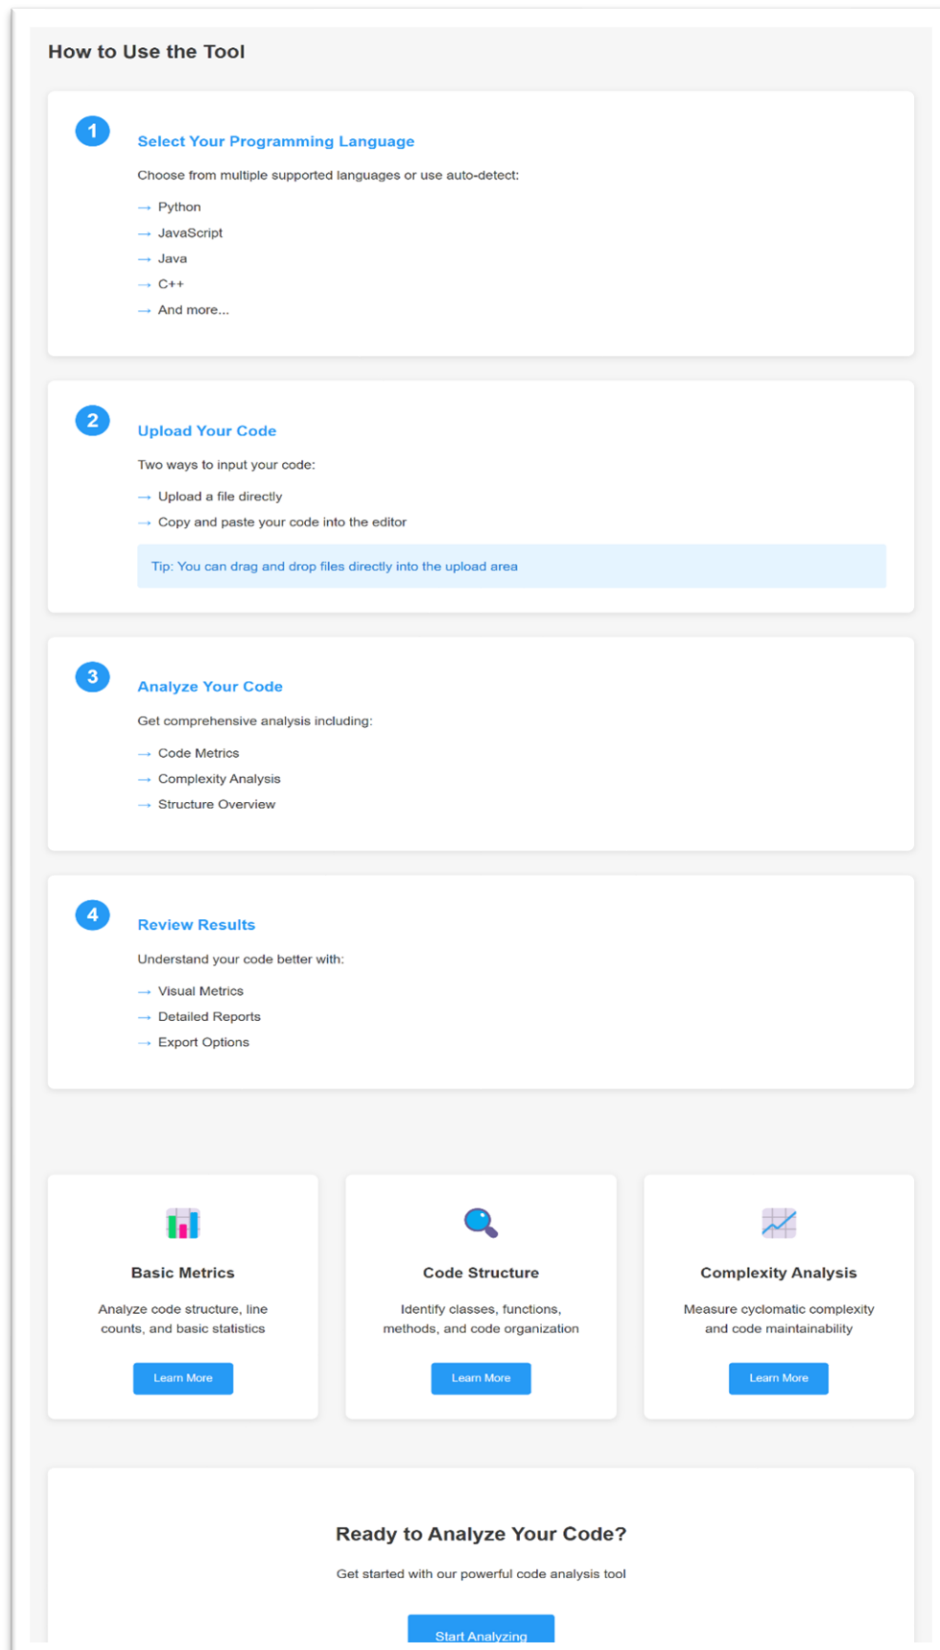 How to Use the Tool
1
Select Your Programming Language
Choose from multiple supported languages or use auto-detect:
→ Python
→ JavaScript
→ Java
→ C++
→ And more...
2
Upload Your Code
Two ways to input your code:
→ Upload a file directly
→ Copy and paste your code into the editor
Tip: You can drag and drop files directly into the upload area
3
Analyze Your Code
Get comprehensive analysis including:
→ Code Metrics
→ Complexity Analysis
→ Structure Overview
4
Review Results
Understand your code better with:
→ Visual Metrics
→ Detailed Reports
→ Export Options
Basic Metrics
Analyze code structure, line
counts, and basic statistics
Learn More
Code Structure
Identify classes, functions,
methods, and code organization
Learn More
Complexity Analysis
Measure cyclomatic complexity
and code maintainability
Learn More
Ready to Analyze Your Code?
Get started with our powerful code analysis tool
Start Analyzing